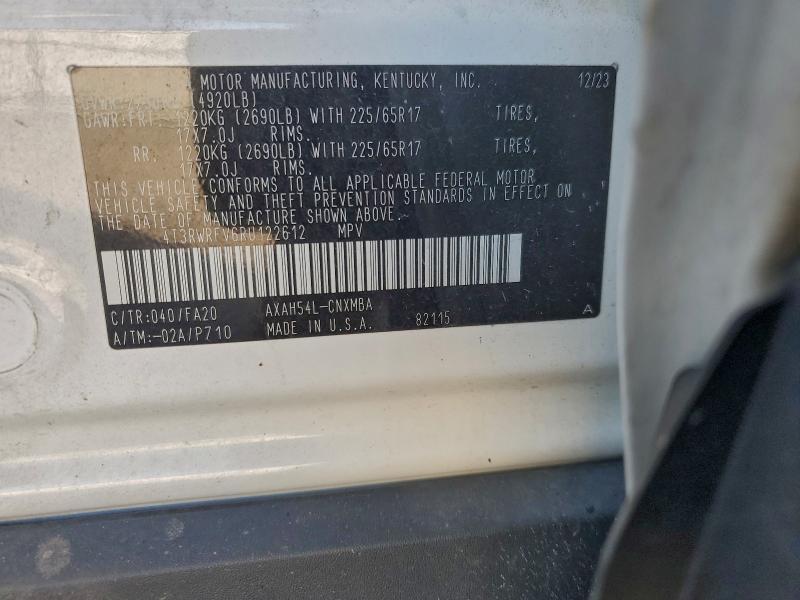 MOTOR MANUFACTURING, KENTUCKY, INC. 12/23
(4920LB)
GAWR:FRT 1220KG (2690LB) WITH 225/65R17 TIRES,
17X7.0J RIMS.
RR. 1220KG (2690LB) WITH 225/65R17 TIRES,
17X7.0J RIMS.
THIS VEHICLE CONFORMS TO ALL APPLICABLE FEDERAL MOTOR
VEHICLE SAFETY AND THEFT PREVENTION STANDARDS IN EFFECT ON
THE DATE OF MANUFACTURE SHOWN ABOVE.
4T3RWRFV6RU122612 MPV
C/TR:040/FA20 AXAH54L-CNXMBA
A/TM:-02A/P710 MADE IN U.S.A. 82115 A